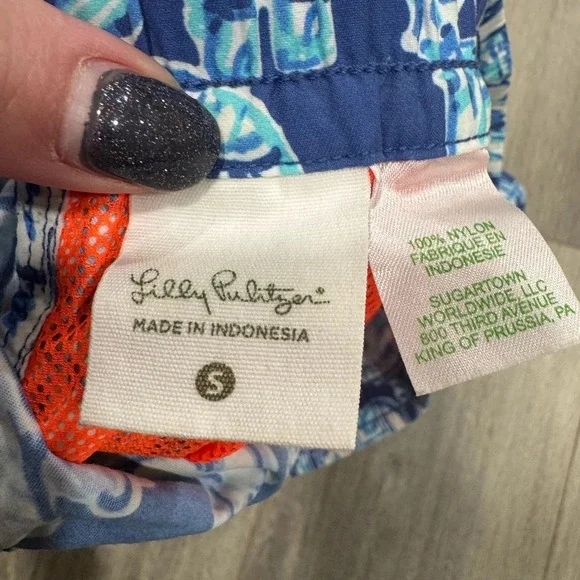 Lilly Pulitzer®
MADE IN INDONESIA
S
100% NYLON
FABRIQUE EN
INDONESIE
SUGARTOWN
WORLDWIDE, LLC
800 THIRD AVENUE
KING OF PRUSSIA, PA